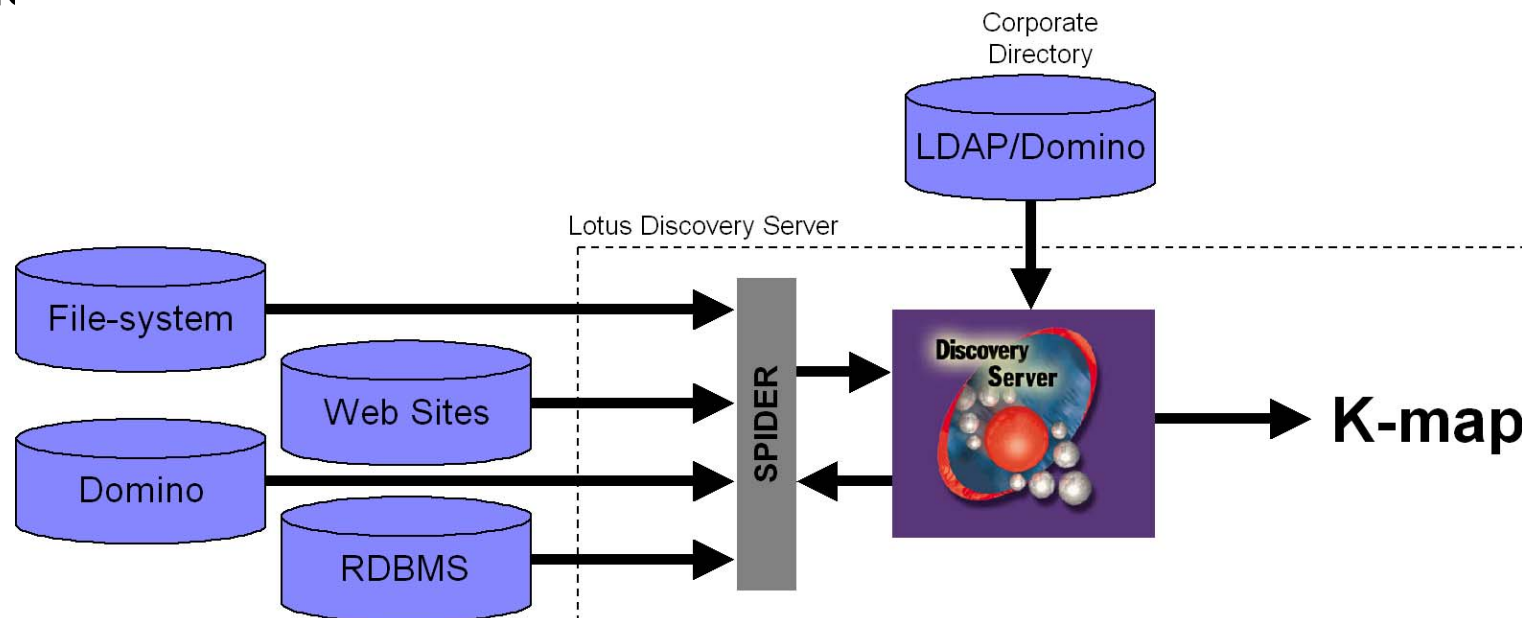 Corporate
Directory
LDAP/Domino
Lotus Discovery Server
File-system
Web Sites
Domino
RDBMS
SPIDER
Discovery
Server
K-map